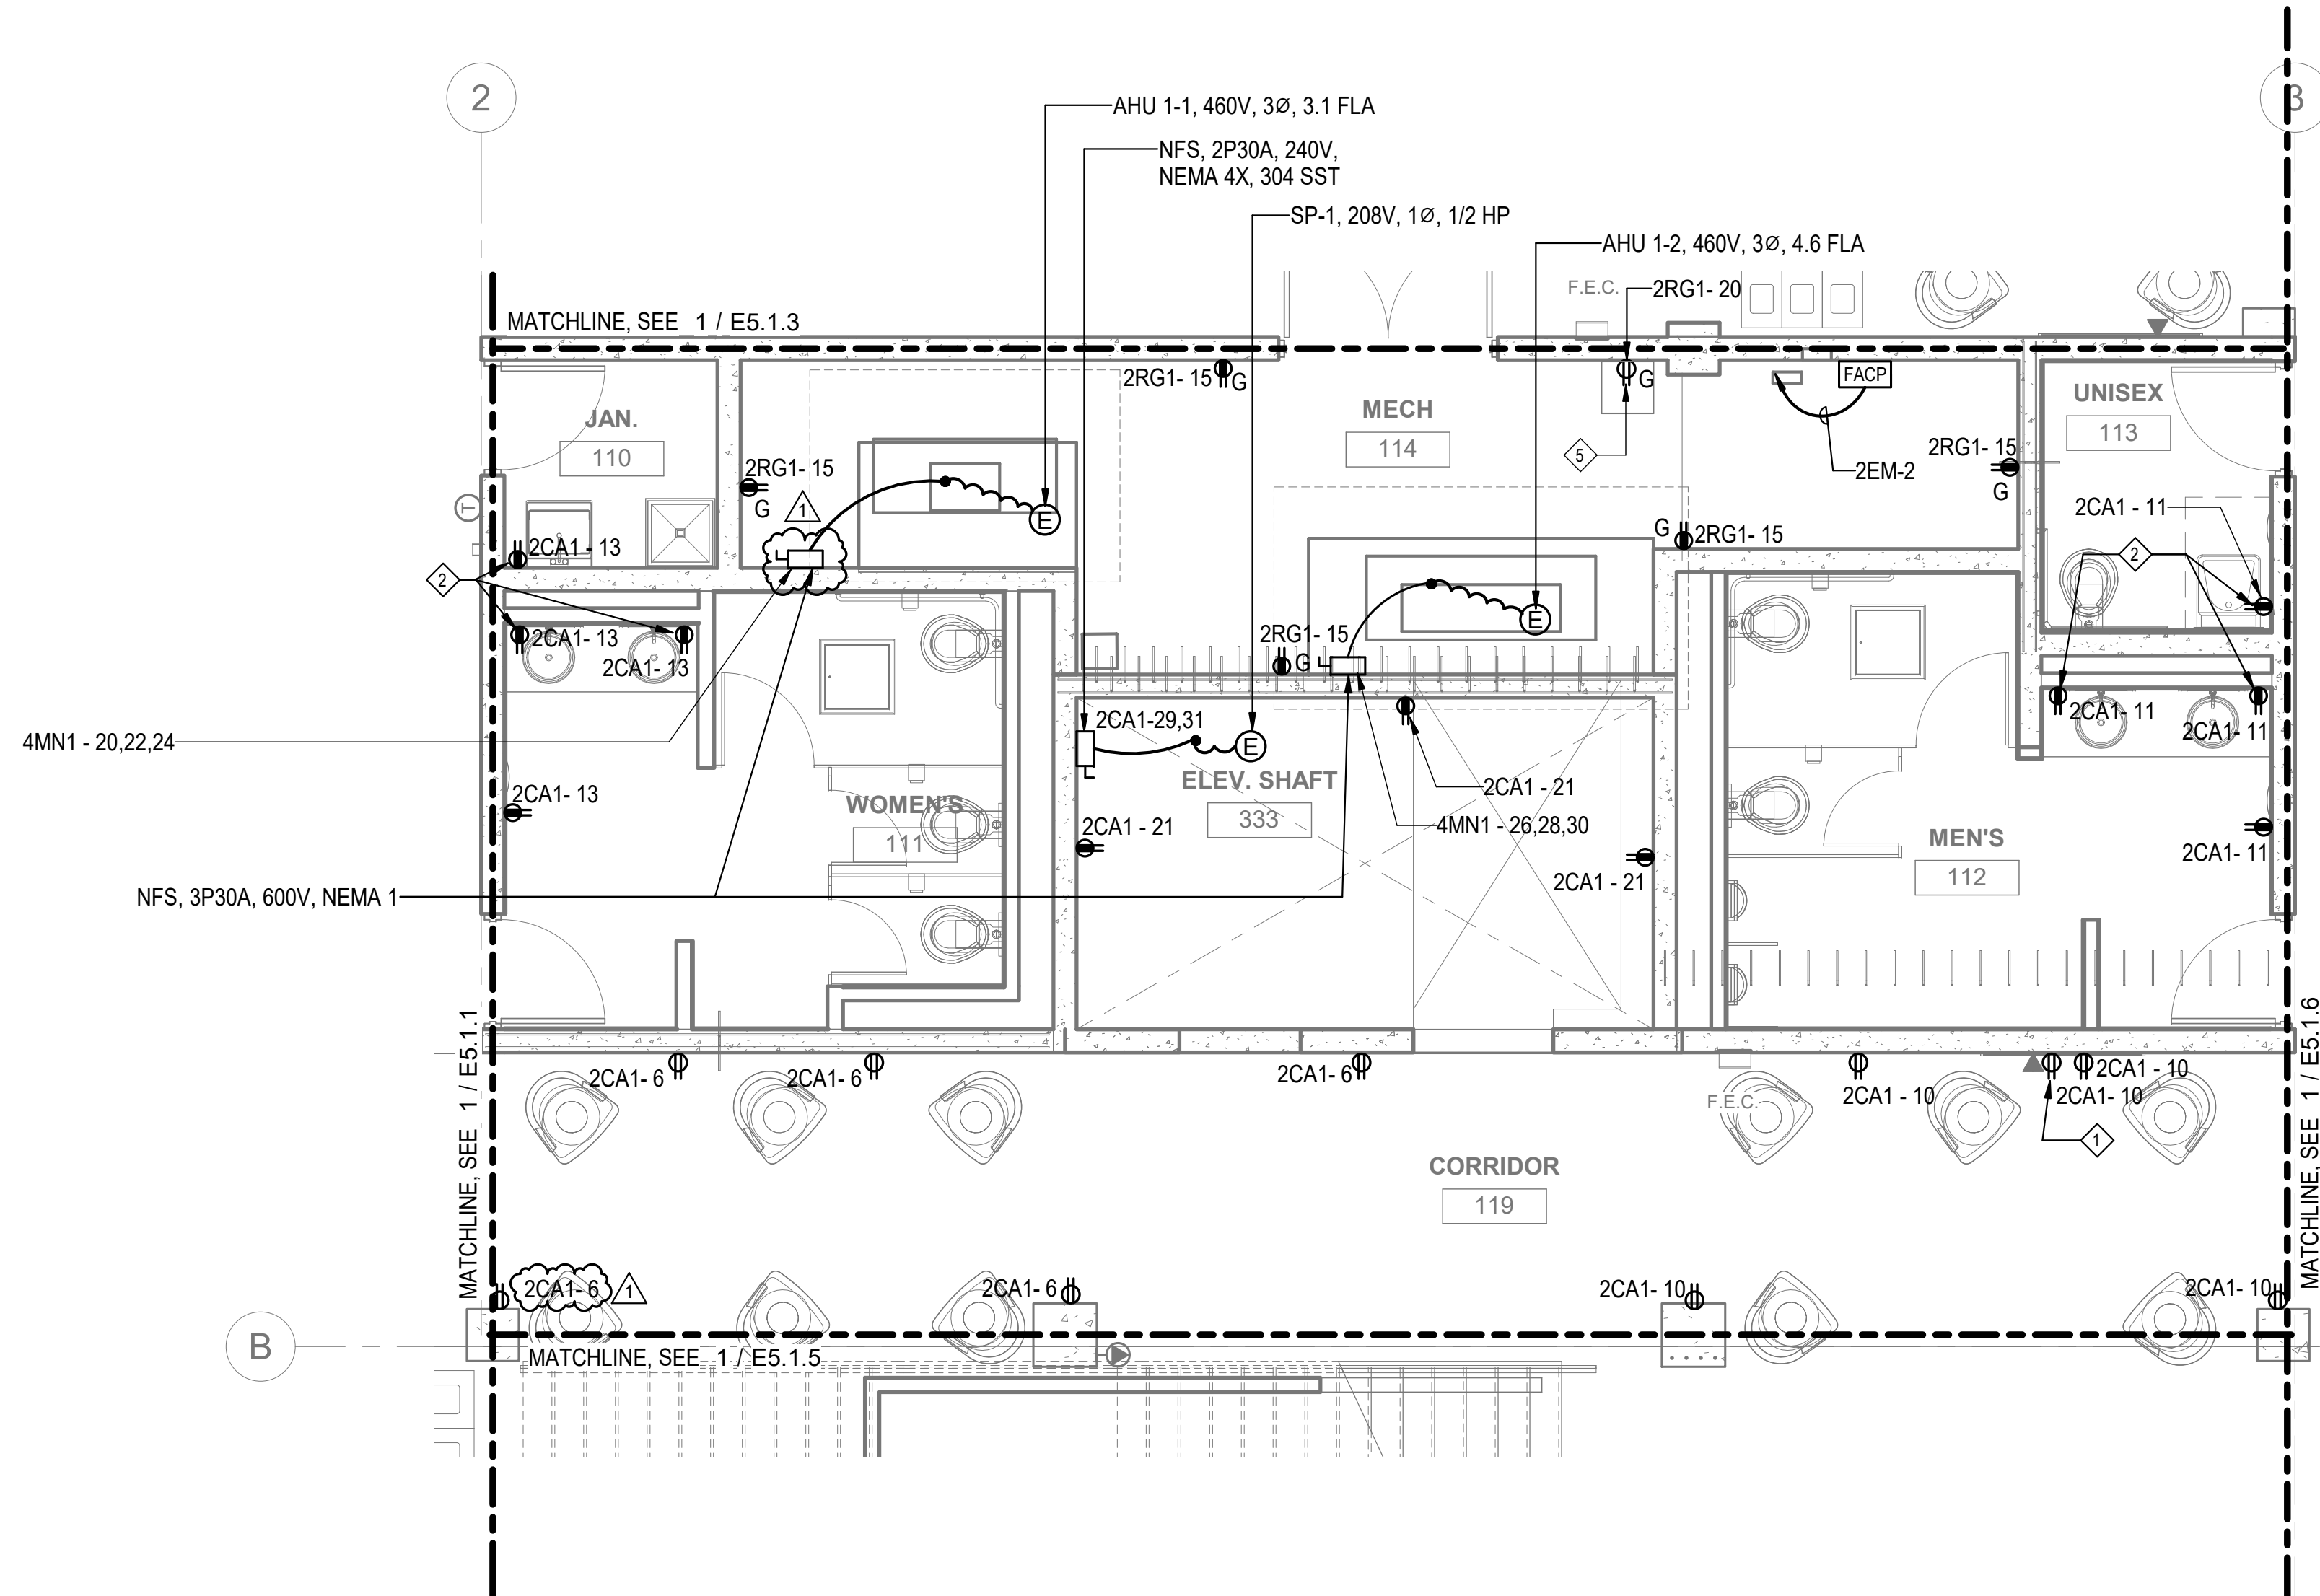 2
3
AHU 1-1, 460V, 3Ø, 3.1 FLA
NFS, 2P30A, 240V,
NEMA 4X, 304 SST
SP-1, 208V, 1Ø, 1/2 HP
AHU 1-2, 460V, 3Ø, 4.6 FLA
F.E.C.
2RG1- 20
MATCHLINE, SEE 1 / E5.1.3
2RG1- 15
G
G
FACP
JAN.
110
MECH
114
UNISEX
113
5
2RG1- 15
G
1
E
2EM-2
2RG1- 15
G
2CA1 - 11
T
2CA1 - 13
G
2RG1- 15
2
2
2CA1- 13
2CA1- 13
E
2RG1- 15
G
2CA1- 11
2CA1- 11
4MN1 - 20,22,24
2CA1-29,31
E
ELEV. SHAFT
333
2CA1 - 21
2CA1- 13
WOMEN'S
111
2CA1 - 21
4MN1 - 26,28,30
MEN'S
112
2CA1- 11
2CA1 - 21
NFS, 3P30A, 600V, NEMA 1
MATCHLINE, SEE 1 / E5.1.1
MATCHLINE, SEE 1 / E5.1.6
2CA1- 6
2CA1- 6
2CA1- 6
2CA1 - 10
2CA1 - 10
2CA1- 10
F.E.C.
1
CORRIDOR
119
2CA1- 6
1
2CA1- 6
2CA1- 10
2CA1- 10
B
MATCHLINE, SEE 1 / E5.1.5